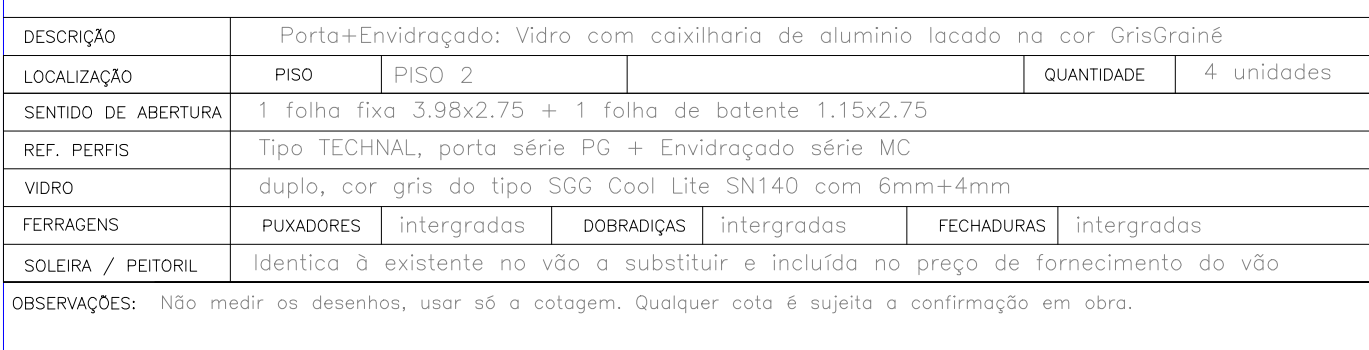 DESCRIÇÃO Porta+Envidraçado: Vidro com caixilharia de aluminio lacado na cor GrisGrainé
LOCALIZAÇÃO PISO PISO 2 QUANTIDADE 4 unidades
SENTIDO DE ABERTURA 1 folha fixa 3.98x2.75 + 1 folha de batente 1.15x2.75
REF. PERFIS Tipo TECHNAL, porta série PG + Envidraçado série MC
VIDRO duplo, cor gris do tipo SGG Cool Lite SN140 com 6mm+4mm
FERRAGENS PUXADORES intergradas DOBRADIÇAS intergradas FECHADURAS intergradas
SOLEIRA / PEITORIL Identica à existente no vão a substituir e incluída no preço de fornecimento do vão
OBSERVAÇÕES: Não medir os desenhos, usar só a cotagem. Qualquer cota é sujeita a confirmação em obra.